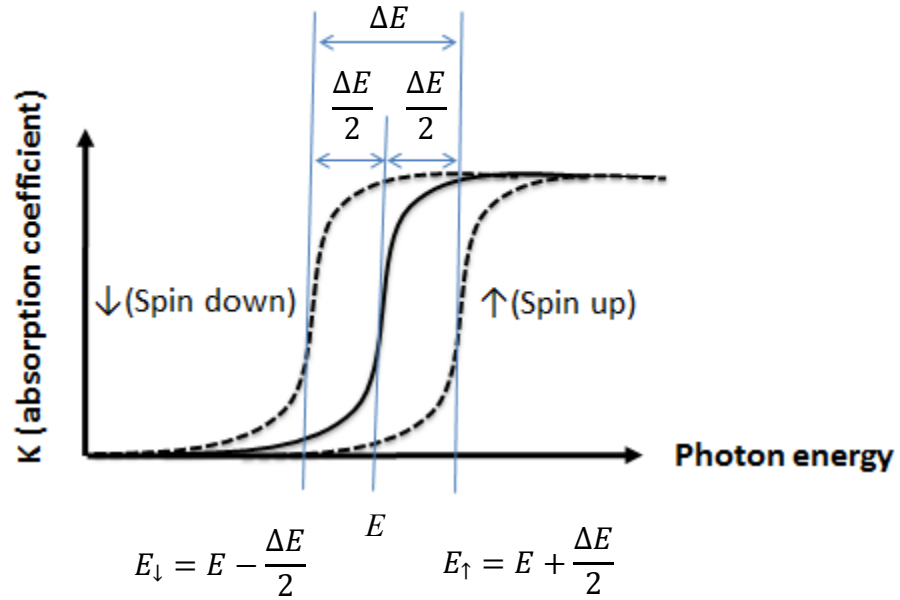 ΔE
ΔE/2 ΔE/2
K (absorption coefficient)
↓(Spin down) ↑(Spin up)
Photon energy
E
E↓ = E − ΔE/2 E↑ = E + ΔE/2